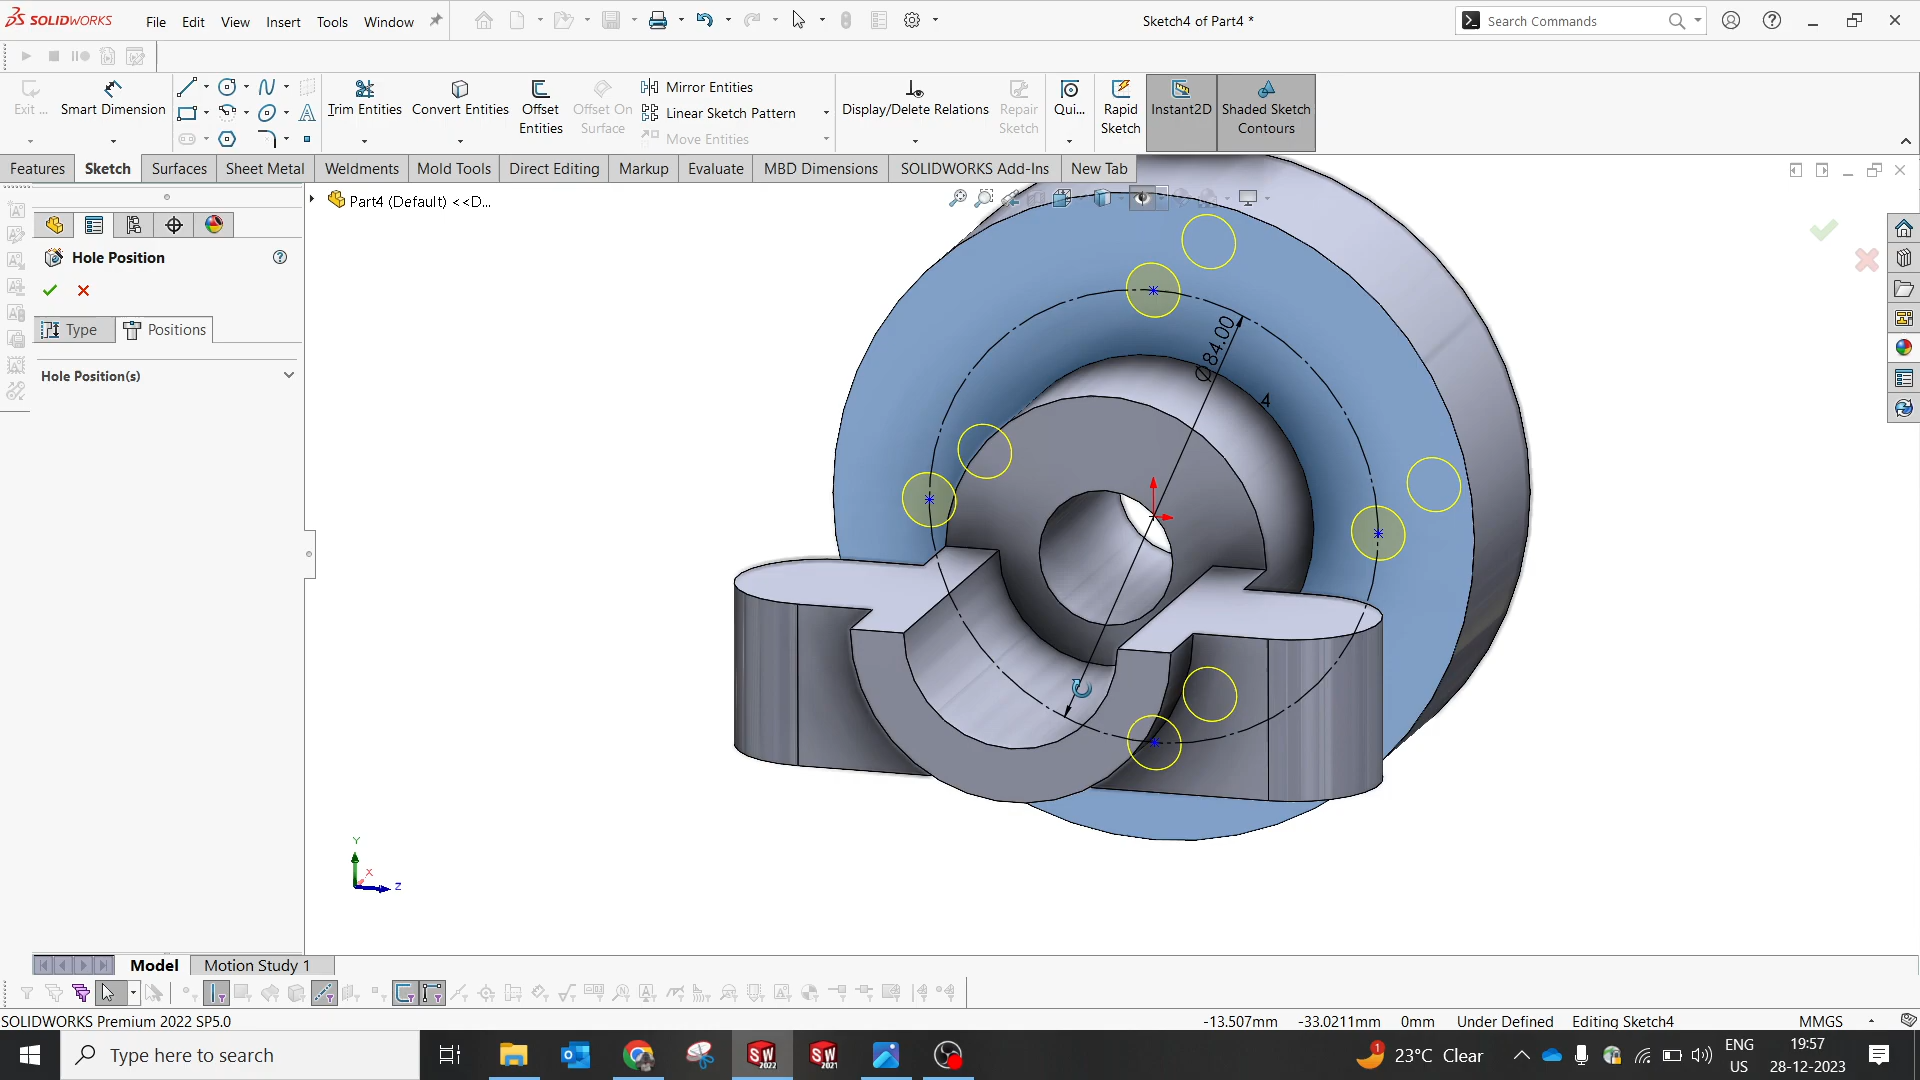 SOLIDWORKS File Edit View Insert Tools Window Sketch4 of Part4 * Search Commands
Exit ... Smart Dimension Trim Entities Convert Entities Offset Entities Offset On Surface Mirror Entities Linear Sketch Pattern Move Entities Display/Delete Relations Repair Sketch Qui... Rapid Sketch Instant2D Shaded Sketch Contours
Features Sketch Surfaces Sheet Metal Weldments Mold Tools Direct Editing Markup Evaluate MBD Dimensions SOLIDWORKS Add-Ins New Tab
Part4 (Default) <<D...
Hole Position
Type Positions
Hole Position(s)
Ø84.00
4
Y
X
Z
Model Motion Study 1
SOLIDWORKS Premium 2022 SP5.0 -13.507mm -33.0211mm 0mm Under Defined Editing Sketch4 MMGS
Type here to search SW 2022 SW 2021 1 23°C Clear ENG US 19:57 28-12-2023